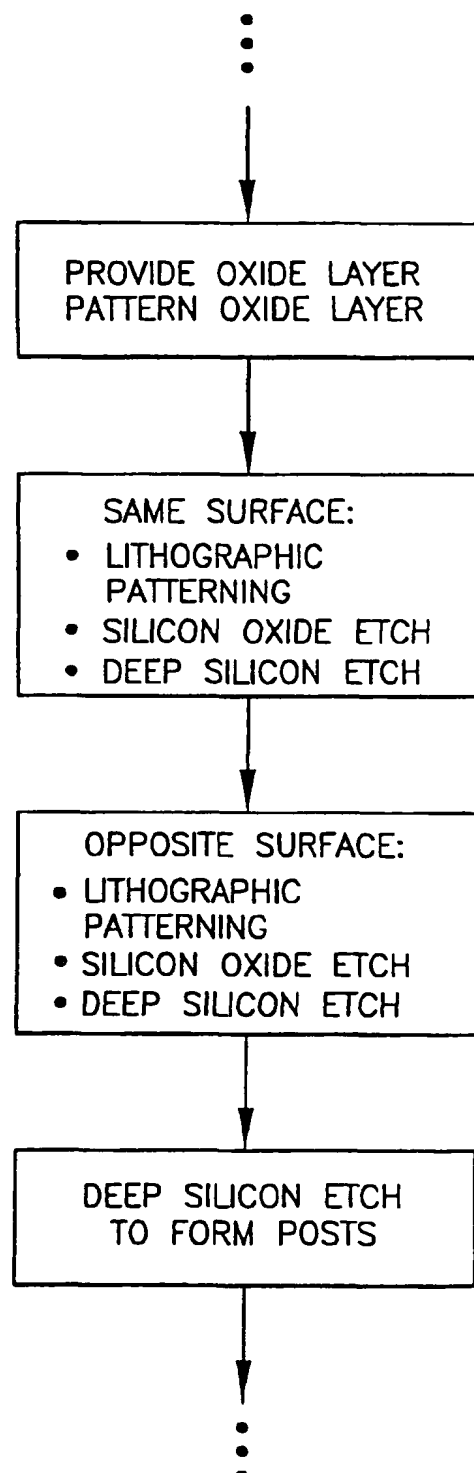 PROVIDE OXIDE LAYER
PATTERN OXIDE LAYER
SAME SURFACE:
• LITHOGRAPHIC
PATTERNING
• SILICON OXIDE ETCH
• DEEP SILICON ETCH
OPPOSITE SURFACE:
• LITHOGRAPHIC
PATTERNING
• SILICON OXIDE ETCH
• DEEP SILICON ETCH
DEEP SILICON ETCH
TO FORM POSTS